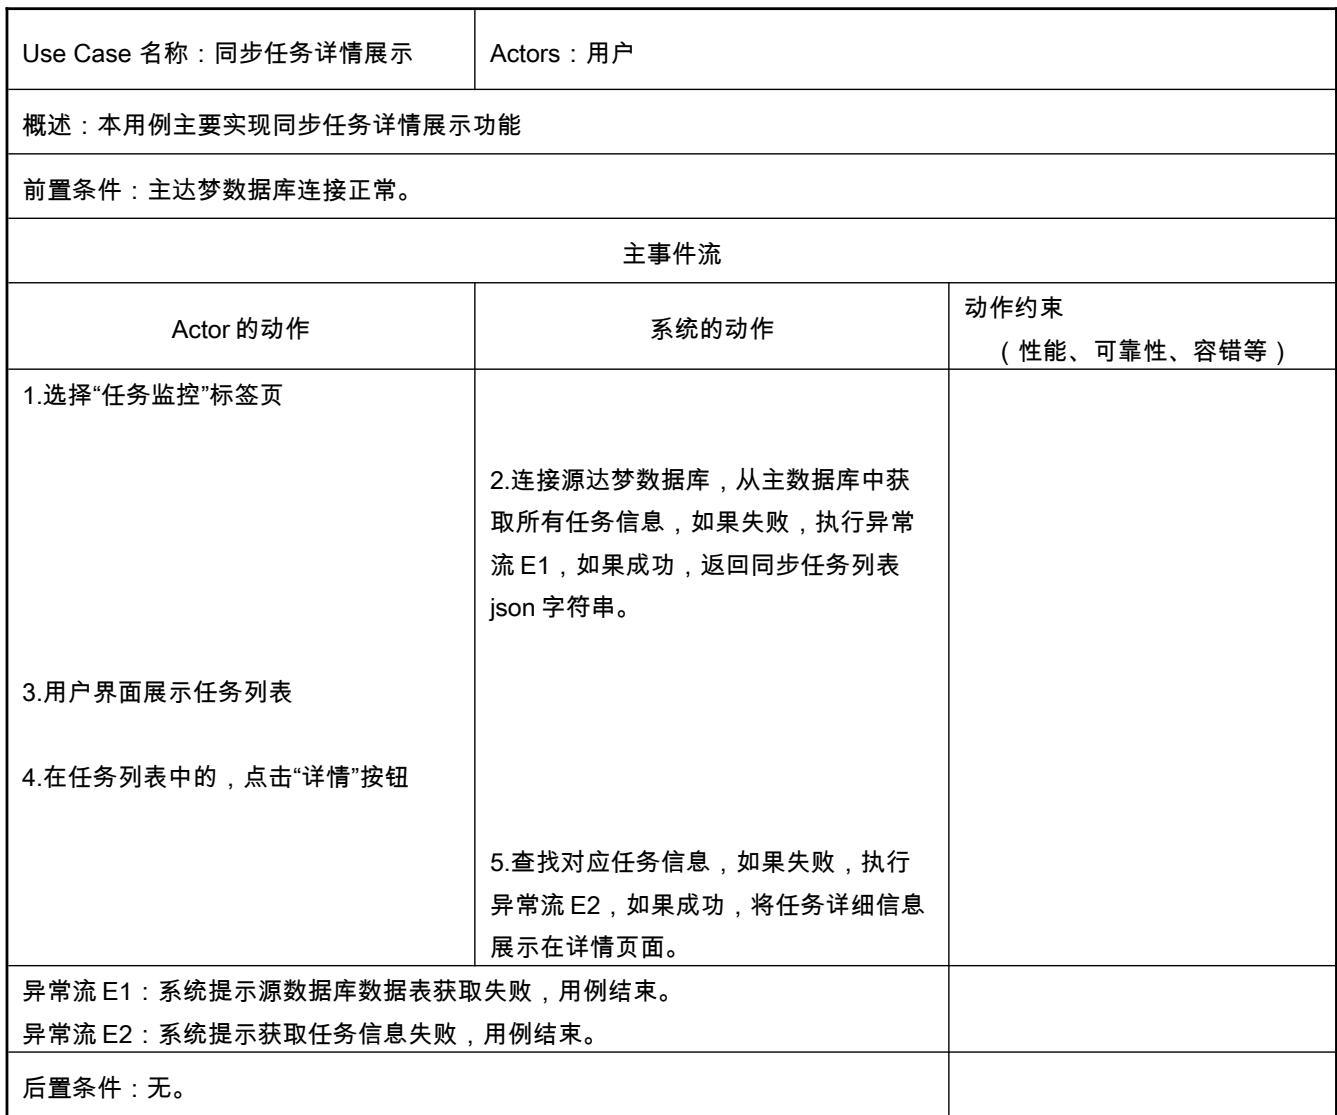 Use Case 名称：同步任务详情展示
Actors：用户
概述：本用例主要实现同步任务详情展示功能
前置条件：主达梦数据库连接正常。
主事件流
Actor 的动作
系统的动作
动作约束
（性能、可靠性、容错等）
1.选择“任务监控”标签页
2.连接源达梦数据库，从主数据库中获
取所有任务信息，如果失败，执行异常
流 E1，如果成功，返回同步任务列表
json 字符串。
3.用户界面展示任务列表
4.在任务列表中的，点击“详情”按钮
5.查找对应任务信息，如果失败，执行
异常流 E2，如果成功，将任务详细信息
展示在详情页面。
异常流 E1：系统提示源数据库数据表获取失败，用例结束。
异常流 E2：系统提示获取任务信息失败，用例结束。
后置条件：无。